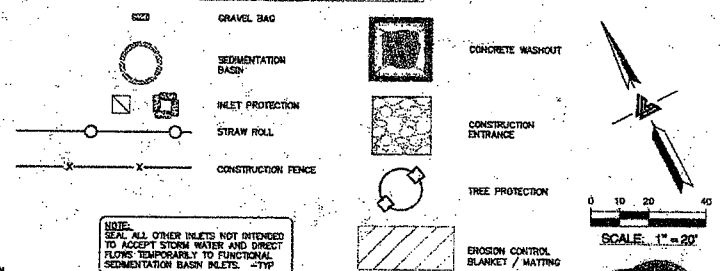 GRAVEL BAG
SEDIMENTATION
BASIN
INLET PROTECTION
STRAW ROLL
CONSTRUCTION FENCE
NOTE:
SEAL ALL OTHER INLETS NOT INTENDED
TO ACCEPT STORM WATER AND DIRECT
FLOWS TEMPORARILY TO FUNCTIONAL
SEDIMENTATION BASIN INLETS. -TYP
CONCRETE WASHOUT
CONSTRUCTION
ENTRANCE
TREE PROTECTION
EROSION CONTROL
BLANKET / MATTING
0 10 20 40
SCALE: 1" = 20'